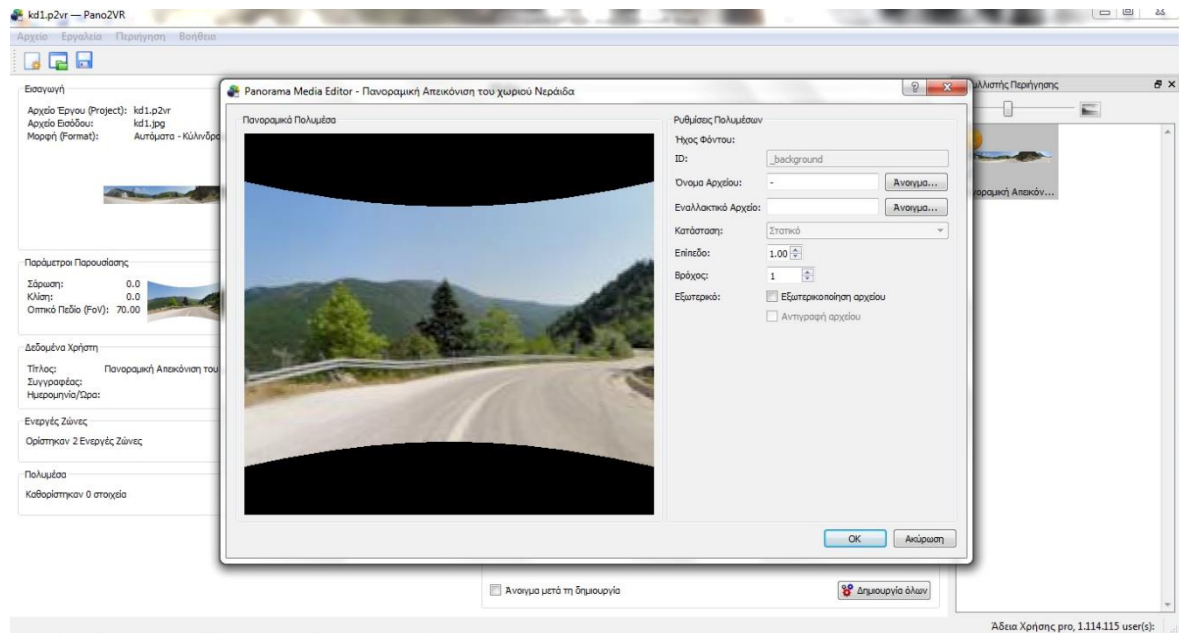 kd1.p2vr — Pano2VR
Αρχείο Εργαλεία Περιήγηση Βοήθεια
Εισαγωγή
Αρχείο Έργου (Project): kd1.p2vr
Αρχείο Εισόδου: kd1.jpg
Μορφή (Format): Αυτόματα - Κύλινδρο
Παράμετροι Παρουσίασης
Σάρωση: 0.0
Κλίση: 0.0
Οπτικό Πεδίο (FoV): 70.00
Δεδομένα Χρήστη
Τίτλος: Πανοραμική Απεικόνιση του
Συγγραφέας:
Ημερομηνία/Ώρα:
Ενεργές Ζώνες
Ορίστηκαν 2 Ενεργές Ζώνες
Πολυμέσα
Καθορίστηκαν 0 στοιχεία
Panorama Media Editor - Πανοραμική Απεικόνιση του χωριού Νεράιδα
Πανοραμικά Πολυμέσα
Ρυθμίσεις Πολυμέσων
Ήχος Φόντου:
ID: _background
Όνομα Αρχείου: - Άνοιγμα...
Εναλλακτικό Αρχείο: Άνοιγμα...
Κατάσταση: Στατικό
Επίπεδο: 1.00
Βρόχος: 1
Εξωτερικό: Εξωτερικοποίηση αρχείου
Αντιγραφή αρχείου
OK Ακύρωση
υλλιστής Περιήγησης
νοραμική Απεικόν...
Άνοιγμα μετά τη δημιουργία
Δημιουργία όλων
Άδεια Χρήσης pro, 1.114.115 user(s):